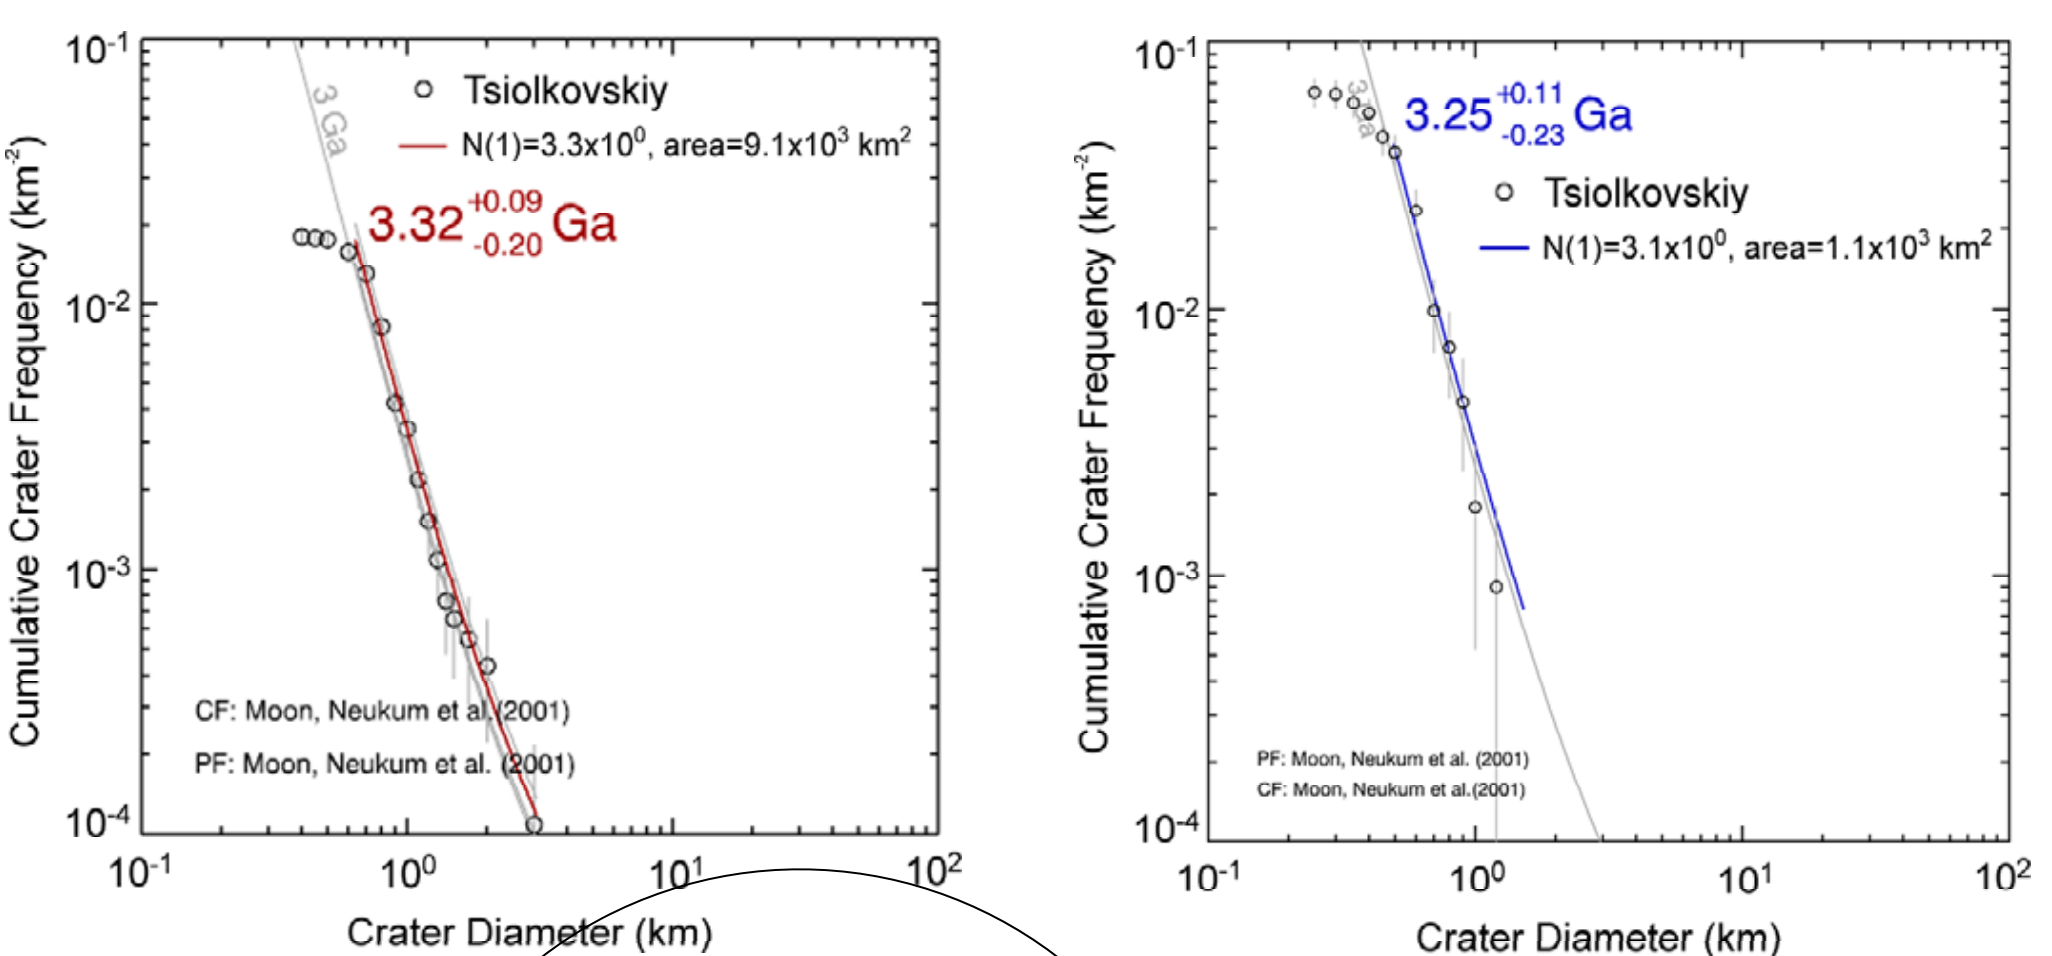 10-1
3 Ga
Tsiolkovskiy
N(1)=3.3x10⁰, area=9.1x10³ km²
3.32 +0.09 -0.20 Ga
10-2
10-3
CF: Moon, Neukum et al.(2001)
PF: Moon, Neukum et al. (2001)
10-4
10-1
10⁰
10¹
10²
Cumulative Crater Frequency (km-2)
Crater Diameter (km)
10-1
3 Ga
3.25 +0.11 -0.23 Ga
Tsiolkovskiy
N(1)=3.1x10⁰, area=1.1x10³ km²
10-2
10-3
PF: Moon, Neukum et al. (2001)
CF: Moon, Neukum et al.(2001)
10-4
10-1
10⁰
10¹
10²
Cumulative Crater Frequency (km-2)
Crater Diameter (km)